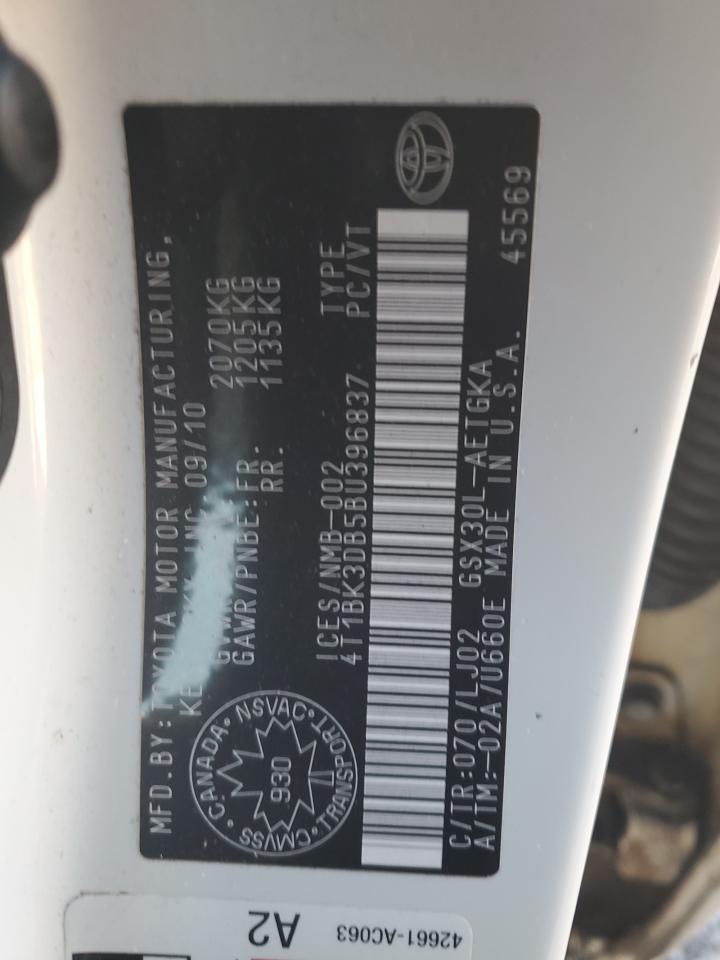 MFD.BY:TOYOTA MOTOR MANUFACTURING,
INC. 09/10
2070KG
GAWR/PNBE:FR. 1205KG
RR. 1135KG
ICES/NMB-002 TYPE
4T1BK3DB5BU396837 PC/VT
C/TR:070/LJ02 GSX30L-AETGKA
A/TM:-02A/U660E MADE IN U.S.A. 45569
CANADA • NSVAC • TRANSPORT • CMVSS
930
A2
42661-AC063